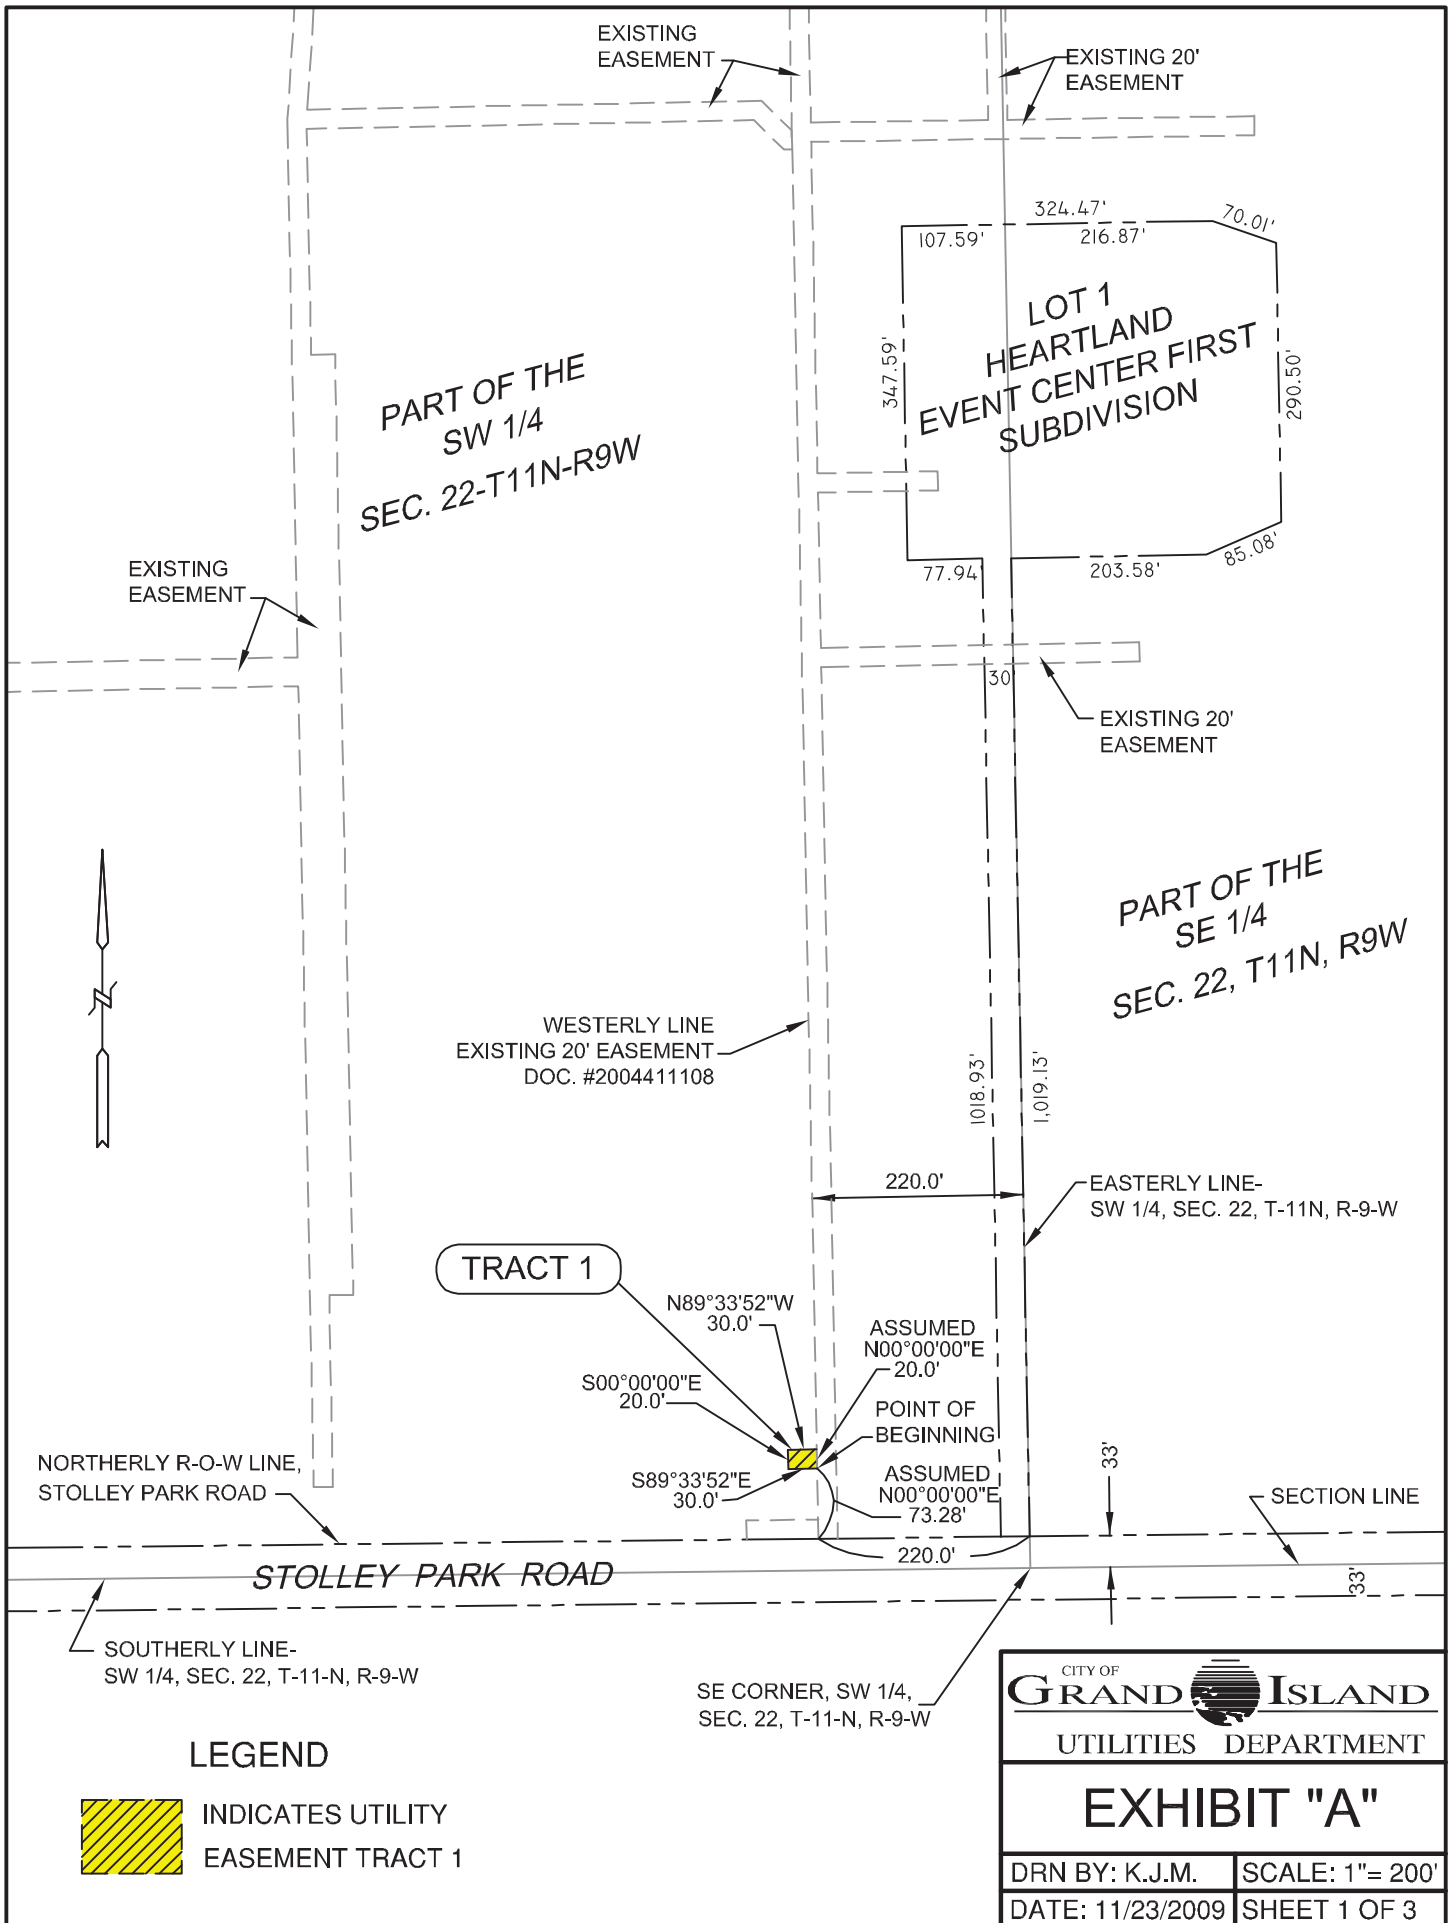 EXISTING
EASEMENT
EXISTING 20'
EASEMENT
324.47'
70.01'
107.59'
216.87'
LOT 1
HEARTLAND
EVENT CENTER FIRST
SUBDIVISION
347.59'
290.50'
PART OF THE
SW 1/4
SEC. 22-T11N-R9W
77.94'
203.58'
85.08'
EXISTING
EASEMENT
30'
EXISTING 20'
EASEMENT
PART OF THE
SE 1/4
SEC. 22, T11N, R9W
WESTERLY LINE
EXISTING 20' EASEMENT
DOC. #2004411108
1018.93'
1,019.13'
220.0'
EASTERLY LINE-
SW 1/4, SEC. 22, T-11N, R-9-W
TRACT 1
N89°33'52"W
30.0'
ASSUMED
N00°00'00"E
20.0'
S00°00'00"E
20.0'
POINT OF
BEGINNING
S89°33'52"E
30.0'
ASSUMED
N00°00'00"E
73.28'
NORTHERLY R-O-W LINE,
STOLLEY PARK ROAD
33'
SECTION LINE
220.0'
STOLLEY PARK ROAD
33'
SOUTHERLY LINE-
SW 1/4, SEC. 22, T-11-N, R-9-W
SE CORNER, SW 1/4,
SEC. 22, T-11-N, R-9-W
LEGEND
INDICATES UTILITY
EASEMENT TRACT 1
CITY OF
GRAND ISLAND
UTILITIES DEPARTMENT
EXHIBIT "A"
DRN BY: K.J.M.
SCALE: 1"= 200'
DATE: 11/23/2009
SHEET 1 OF 3